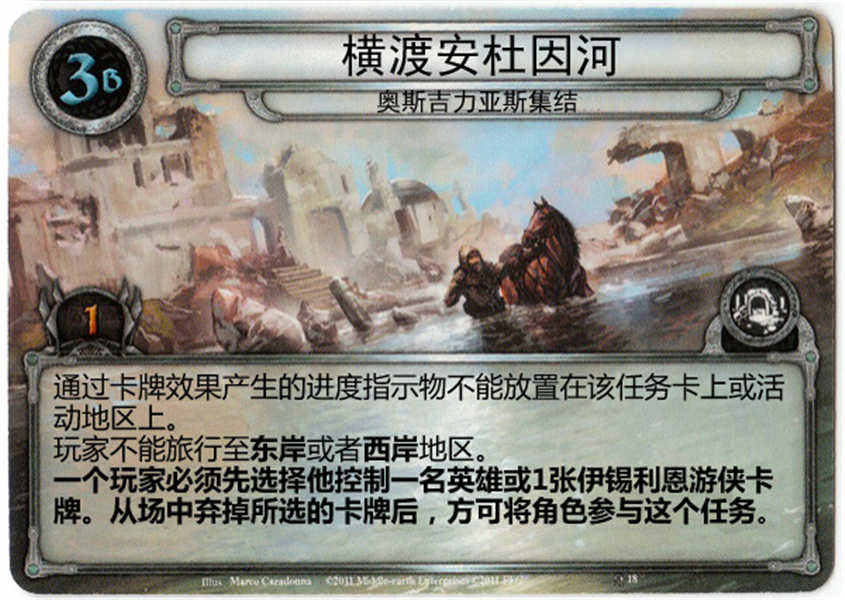 3B
横渡安杜因河
奥斯吉力亚斯集结
1
通过卡牌效果产生的进度指示物不能放置在该任务卡上或活
动地区上。
玩家不能旅行至东岸或者西岸地区。
一个玩家必须先选择他控制一名英雄或1张伊锡利恩游侠卡
牌。从场中弃掉所选的卡牌后，方可将角色参与这个任务。
Illus. Marco Caradonna ©2011 Middle-earth Enterprises ©2011 FFG 18